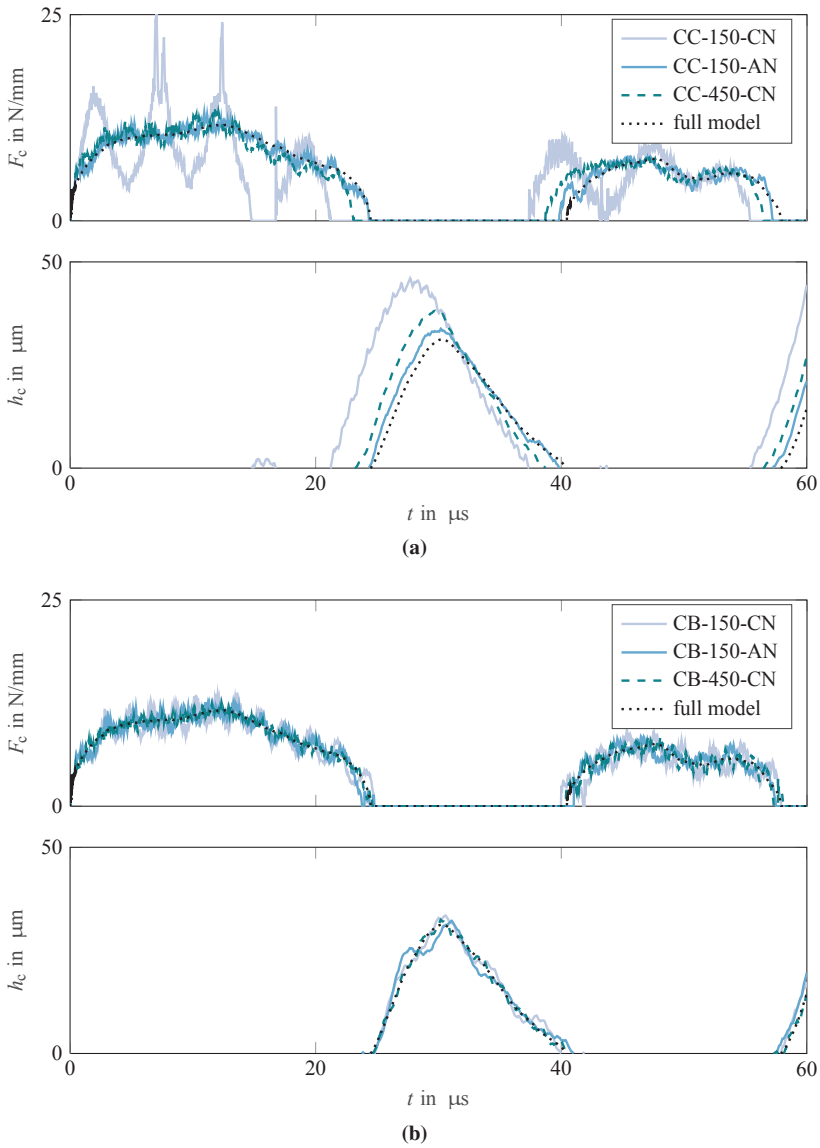 25
CC-150-CN
CC-150-AN
CC-450-CN
full model
F_c in N/mm
0
50
h_c in μm
0
0 20 40 60
t in μs
(a)
25
CB-150-CN
CB-150-AN
CB-450-CN
full model
F_c in N/mm
0
50
h_c in μm
0
0 20 40 60
t in μs
(b)